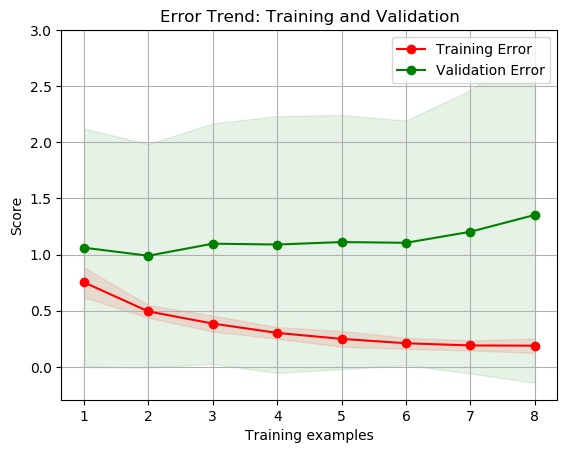 Error Trend: Training and Validation
Training Error
Validation Error
Score
3.0
2.5
2.0
1.5
1.0
0.5
0.0
1 2 3 4 5 6 7 8
Training examples